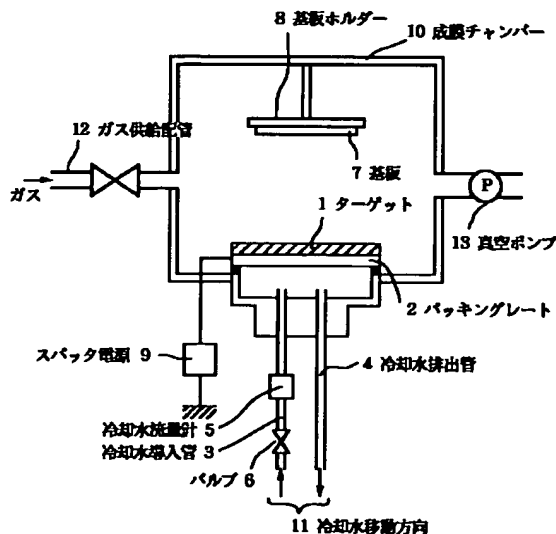 8 基板ホルダー
10 成膜チャンバー
12 ガス供給配管
ガス
7 基板
P
1 ターゲット
13 真空ポンプ
2 バッキングレート
スパッタ電源 9
4 冷却水排出管
冷却水流量計 5
冷却水導入管 3
バルブ 6
11 冷却水移動方向